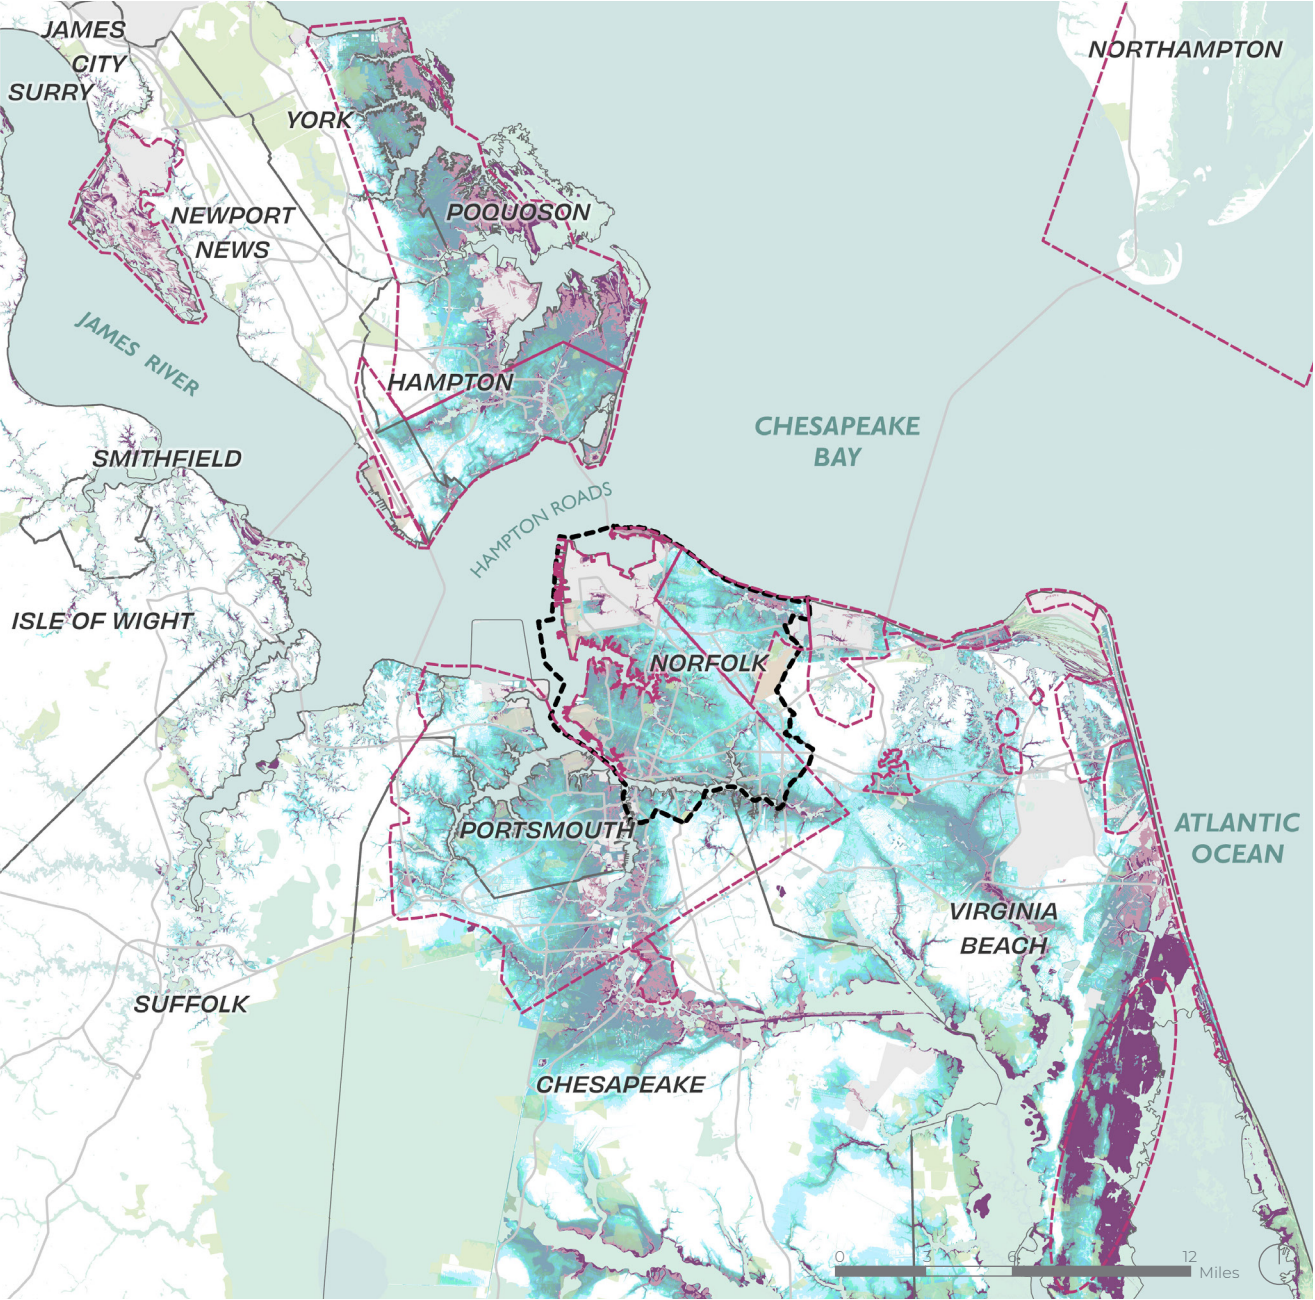 JAMES
CITY
SURRY
NORTHAMPTON
YORK
NEWPORT
NEWS
POQUOSON
JAMES RIVER
HAMPTON
CHESAPEAKE
BAY
SMITHFIELD
HAMPTON ROADS
ISLE OF WIGHT
NORFOLK
PORTSMOUTH
ATLANTIC
OCEAN
VIRGINIA
BEACH
SUFFOLK
CHESAPEAKE
0 3 6 12
Miles